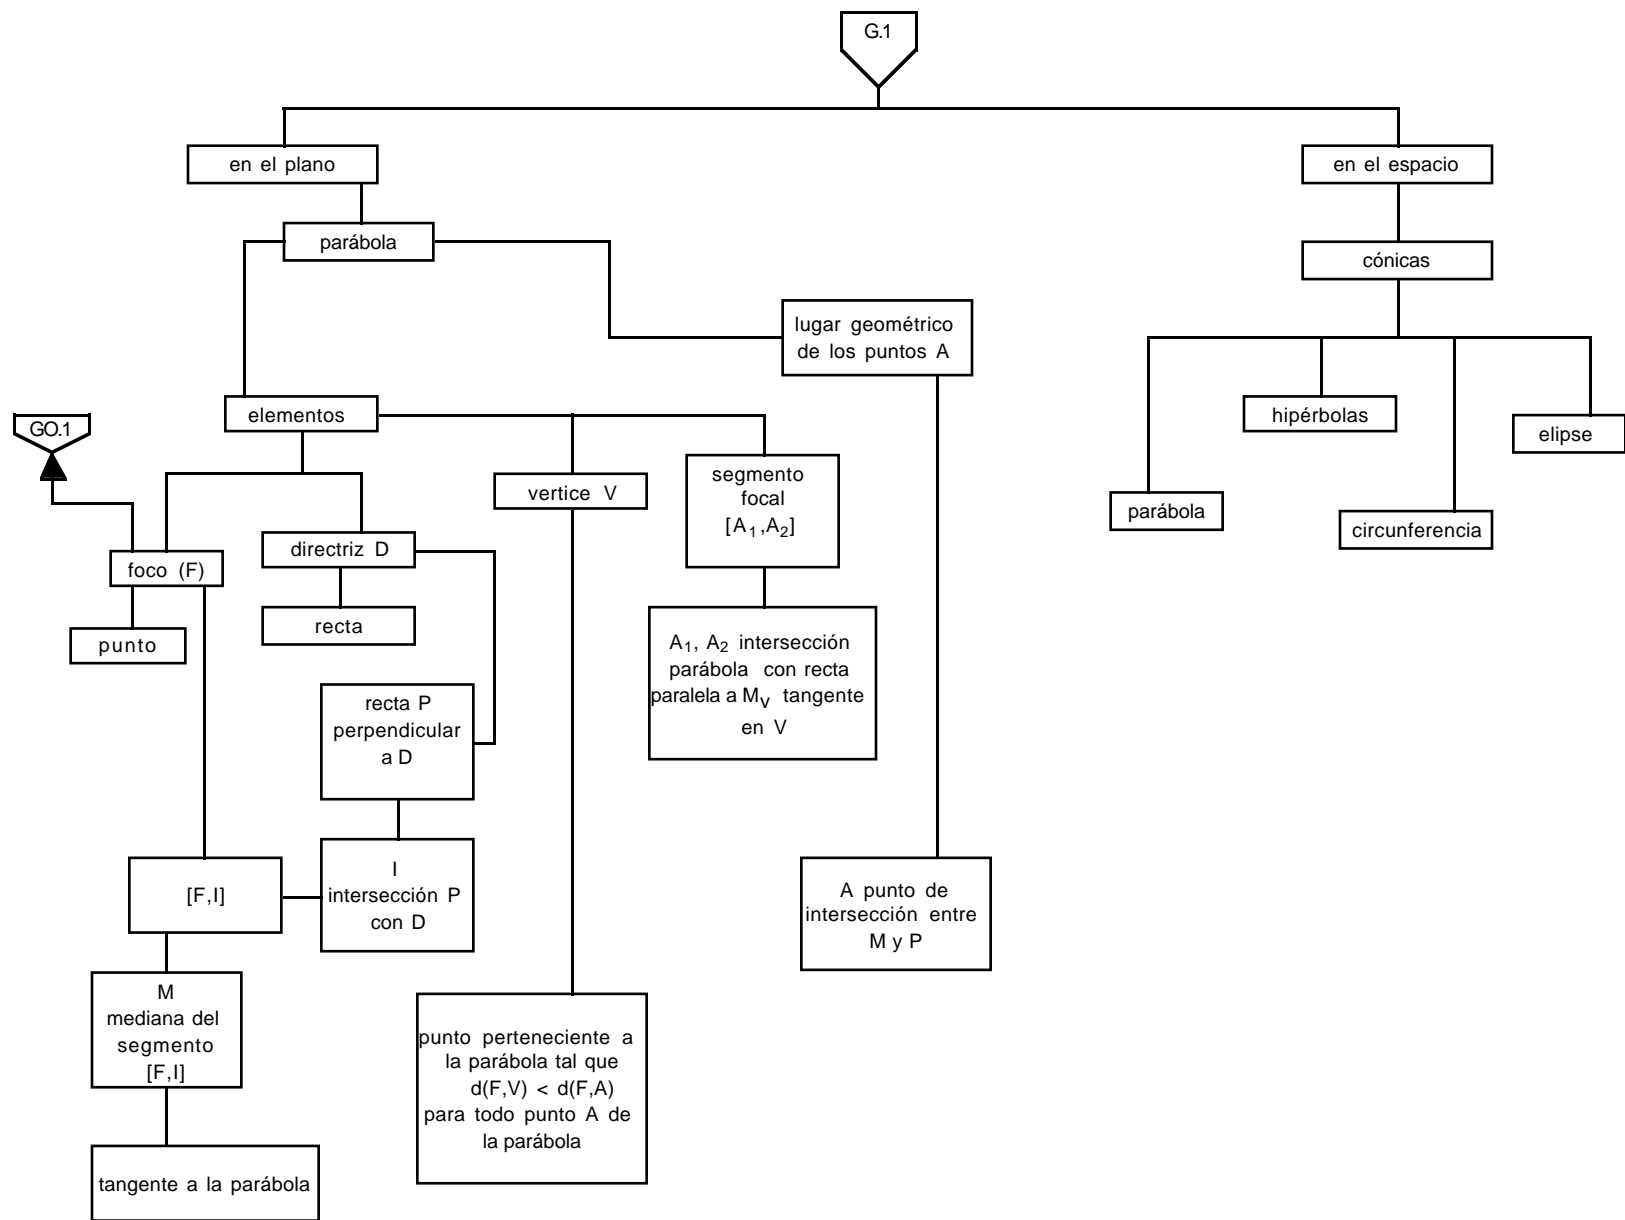 G.1
en el plano
en el espacio
parábola
cónicas
lugar geométrico
de los puntos A
elementos
hipérbolas
GO.1
elipse
vertice V
segmento
focal
[A1,A2]
parábola
circunferencia
directriz D
foco (F)
recta
punto
A1, A2 intersección
parábola con recta
paralela a MV tangente
en V
recta P
perpendicular
a D
[F,I]
I
intersección P
con D
A punto de
intersección entre
M y P
M
mediana del
segmento
[F,I]
punto perteneciente a
la parábola tal que
d(F,V) < d(F,A)
para todo punto A de
la parábola
tangente a la parábola